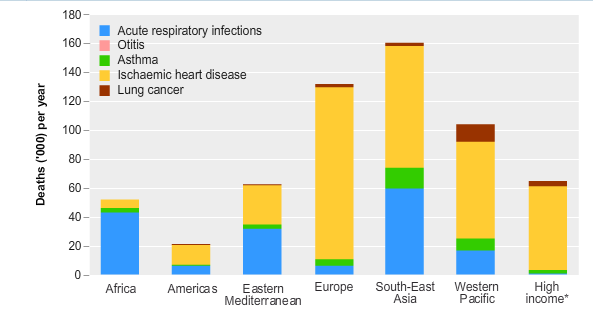 Deaths ('000) per year
180
160
140
120
100
80
60
40
20
0
Acute respiratory infections
Otitis
Asthma
Ischaemic heart disease
Lung cancer
Africa
Americas
Eastern
Mediterranean
Europe
South-East
Asia
Western
Pacific
High
income*